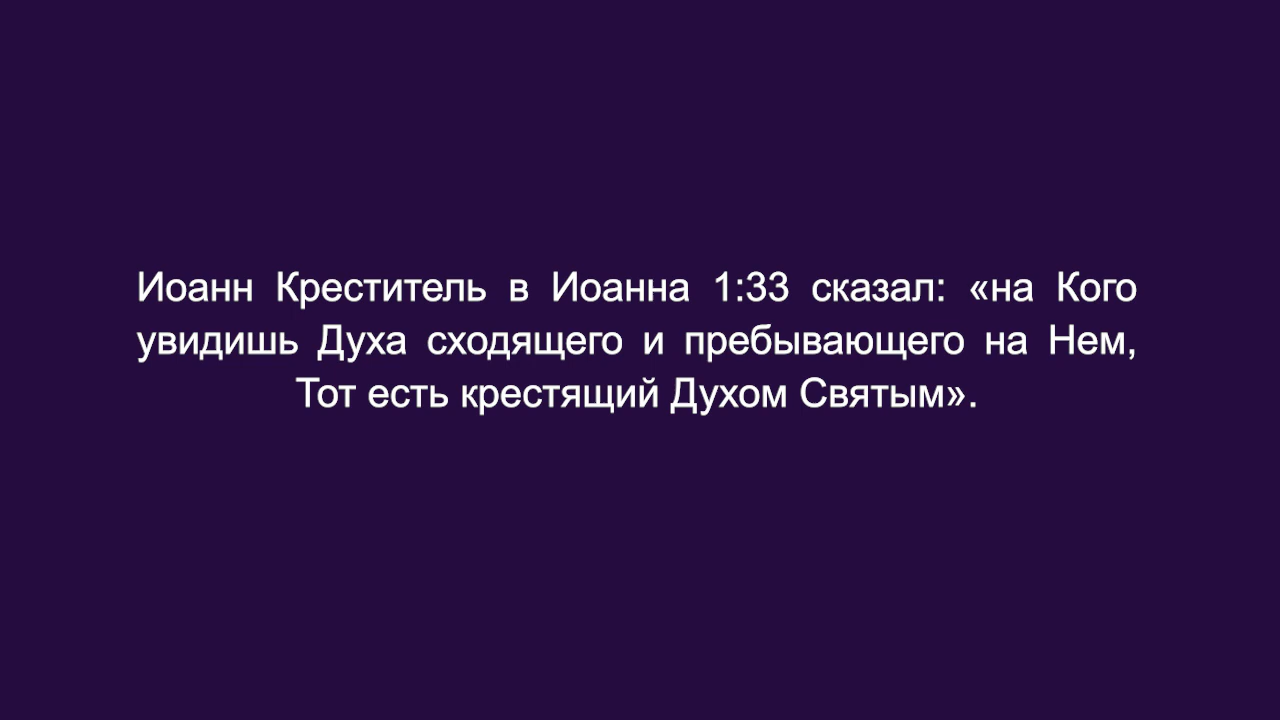 Иоанн Креститель в Иоанна 1:33 сказал: «на Кого
увидишь Духа сходящего и пребывающего на Нем,
Тот есть крестящий Духом Святым».